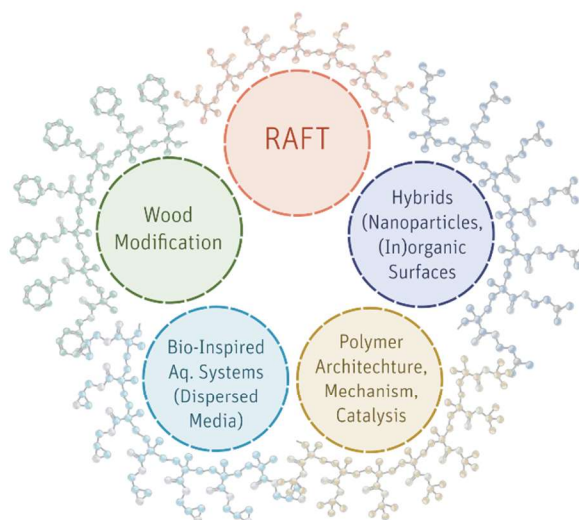 RAFT
Wood
Modification
Hybrids
(Nanoparticles,
(In)organic
Surfaces
Bio-Inspired
Aq. Systems
(Dispersed
Media)
Polymer
Architechture,
Mechanism,
Catalysis